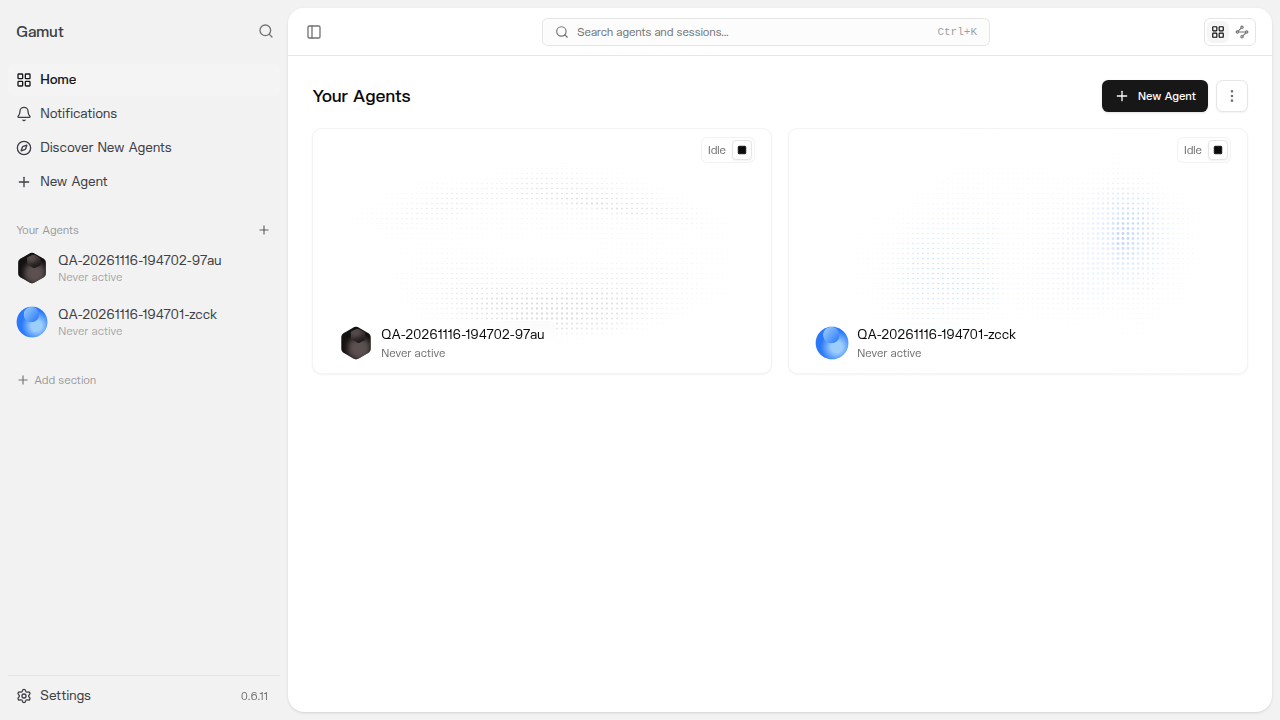 Gamut
Home
Notifications
Discover New Agents
New Agent
Your Agents
QA-20261116-194702-97au
Never active
QA-20261116-194701-zcck
Never active
Add section
Settings
0.6.11
Search agents and sessions...
Ctrl+K
Your Agents
New Agent
Idle
QA-20261116-194702-97au
Never active
Idle
QA-20261116-194701-zcck
Never active